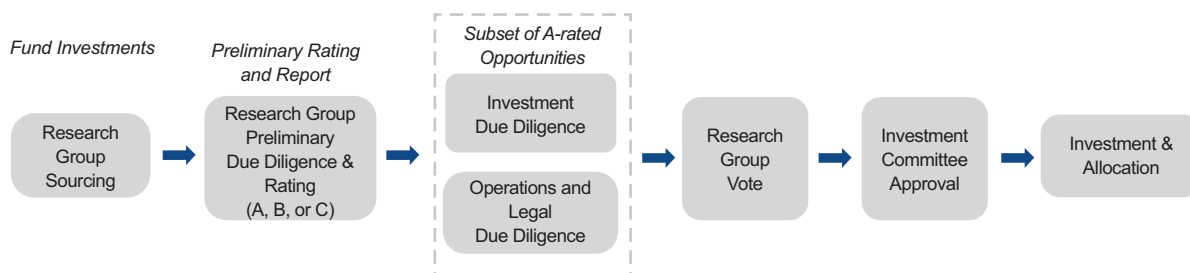 Fund Investments
Research
Group
Sourcing
Preliminary Rating
and Report
Research Group
Preliminary
Due Diligence &
Rating
(A, B, or C)
Subset of A-rated
Opportunities
Investment
Due Diligence
Operations and
Legal
Due Diligence
Research
Group
Vote
Investment
Committee
Approval
Investment &
Allocation